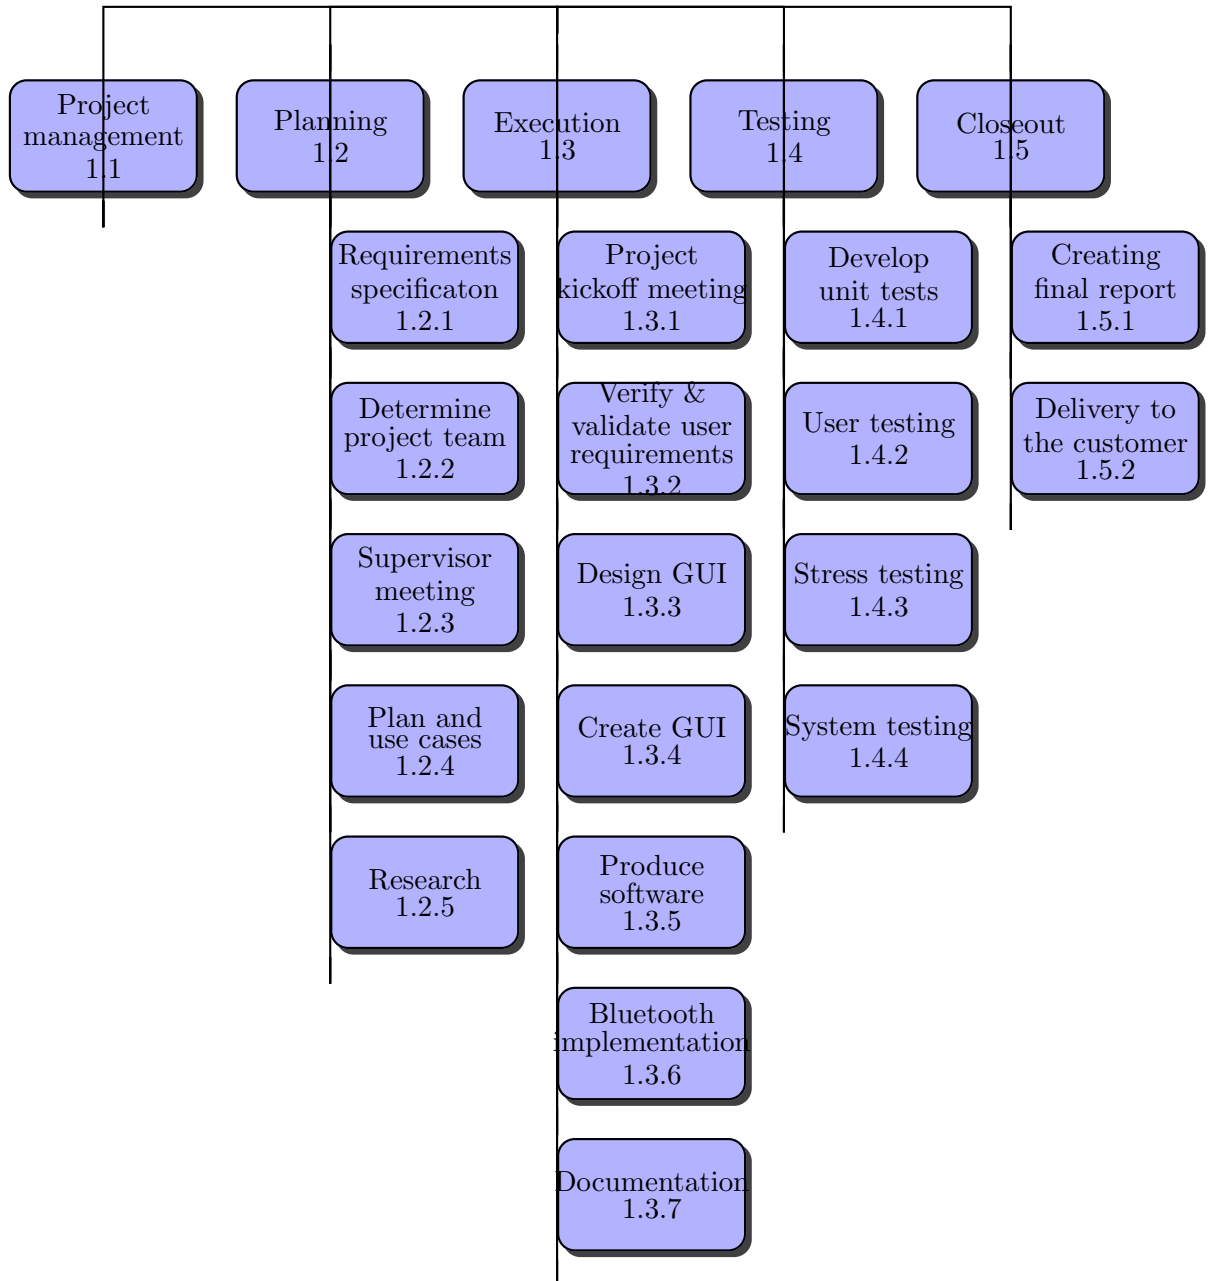 Project
management
1.1
Planning
1.2
Execution
1.3
Testing
1.4
Closeout
1.5
Requirements
specificaton
1.2.1
Project
kickoff meeting
1.3.1
Develop
unit tests
1.4.1
Creating
final report
1.5.1
Determine
project team
1.2.2
Verify &
validate user
requirements
1.3.2
User testing
1.4.2
Delivery to
the customer
1.5.2
Supervisor
meeting
1.2.3
Design GUI
1.3.3
Stress testing
1.4.3
Plan and
use cases
1.2.4
Create GUI
1.3.4
System testing
1.4.4
Research
1.2.5
Produce
software
1.3.5
Bluetooth
implementation
1.3.6
Documentation
1.3.7